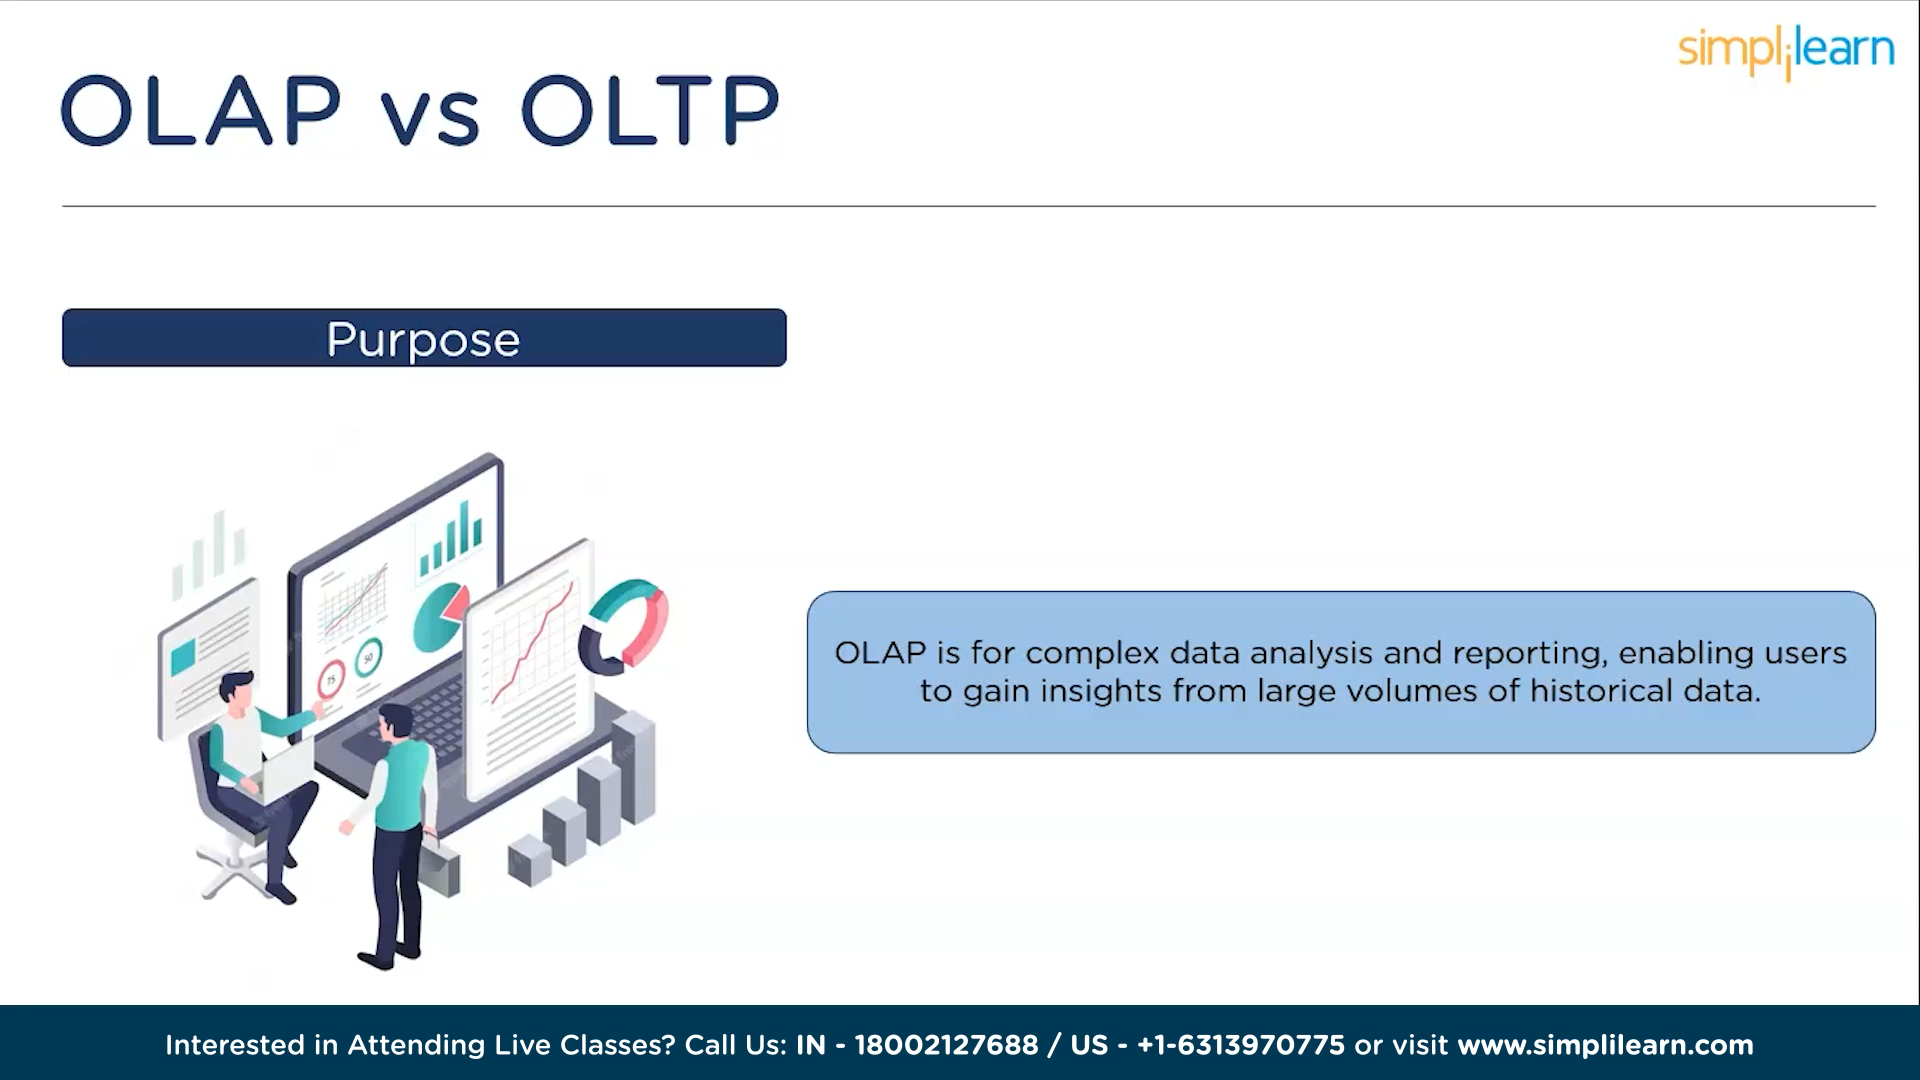 simplilearn
OLAP vs OLTP
Purpose
75
50
OLAP is for complex data analysis and reporting, enabling users
to gain insights from large volumes of historical data.
Interested in Attending Live Classes? Call Us: IN - 18002127688 / US - +1-6313970775 or visit www.simplilearn.com